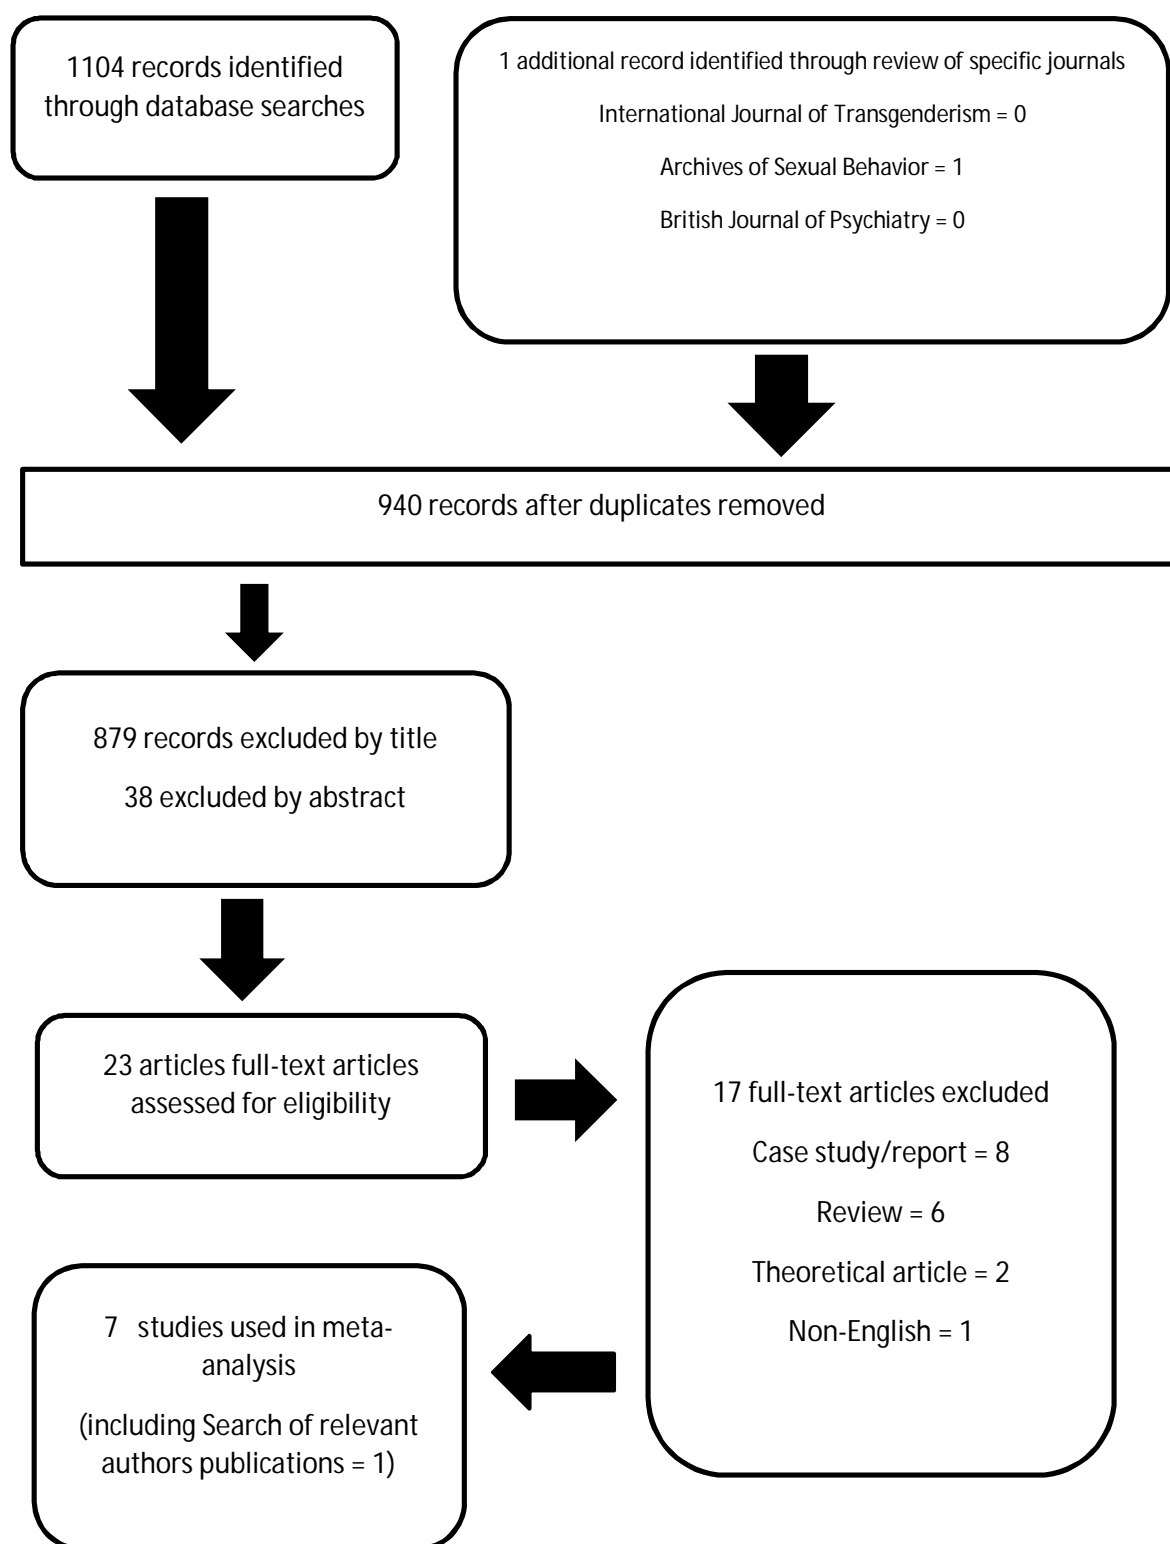 1104 records identified
through database searches
1 additional record identified through review of specific journals
International Journal of Transgenderism = 0
Archives of Sexual Behavior = 1
British Journal of Psychiatry = 0
940 records after duplicates removed
879 records excluded by title
38 excluded by abstract
23 articles full-text articles
assessed for eligibility
17 full-text articles excluded
Case study/report = 8
Review = 6
Theoretical article = 2
Non-English = 1
7 studies used in meta-
analysis
(including Search of relevant
authors publications = 1)